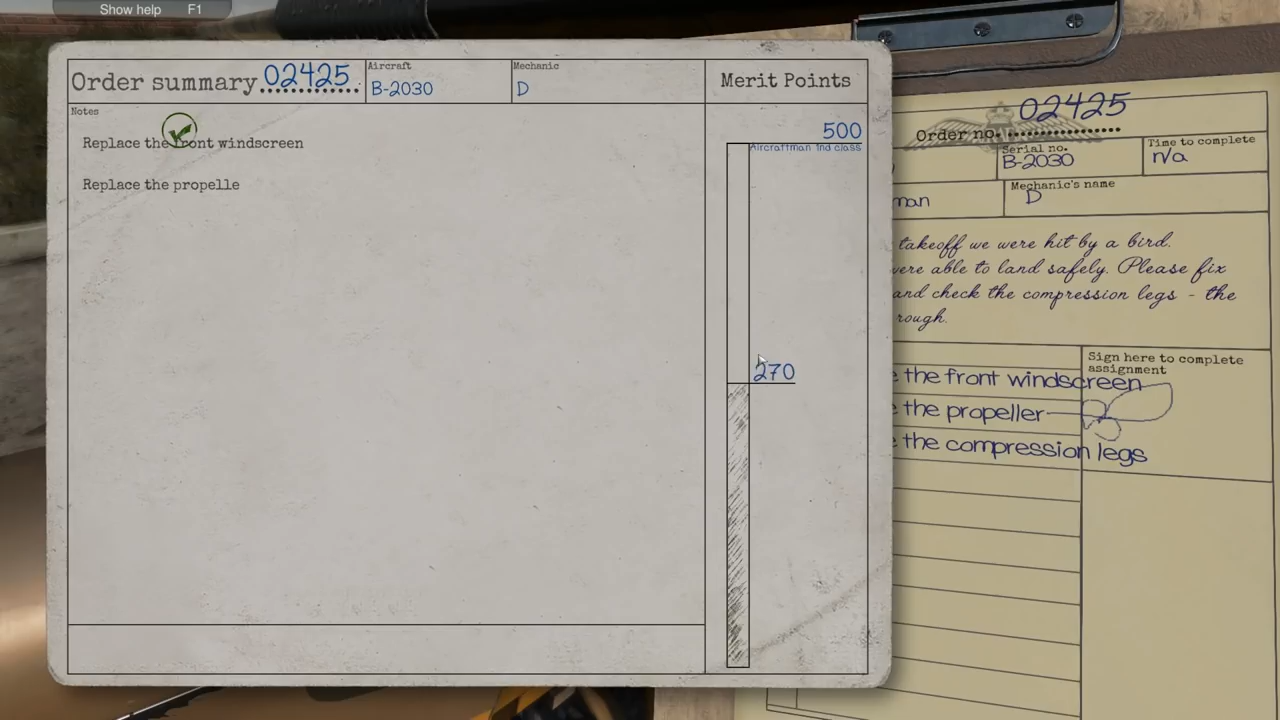 Show help F1
Order summary 02425
Aircraft
B-2030
Mechanic
D
Merit Points
Notes
Replace the front windscreen
Replace the propelle
500
Aircraftman 2nd class
270
02425
Order no.
Serial no.
B-2030
Time to complete
n/a
man
Mechanic's name
D
takeoff we were hit by a bird.
were able to land safely. Please fix
and check the compression legs - the
rough.
Sign here to complete
assignment
e the front windscreen
e the propeller
e the compression legs